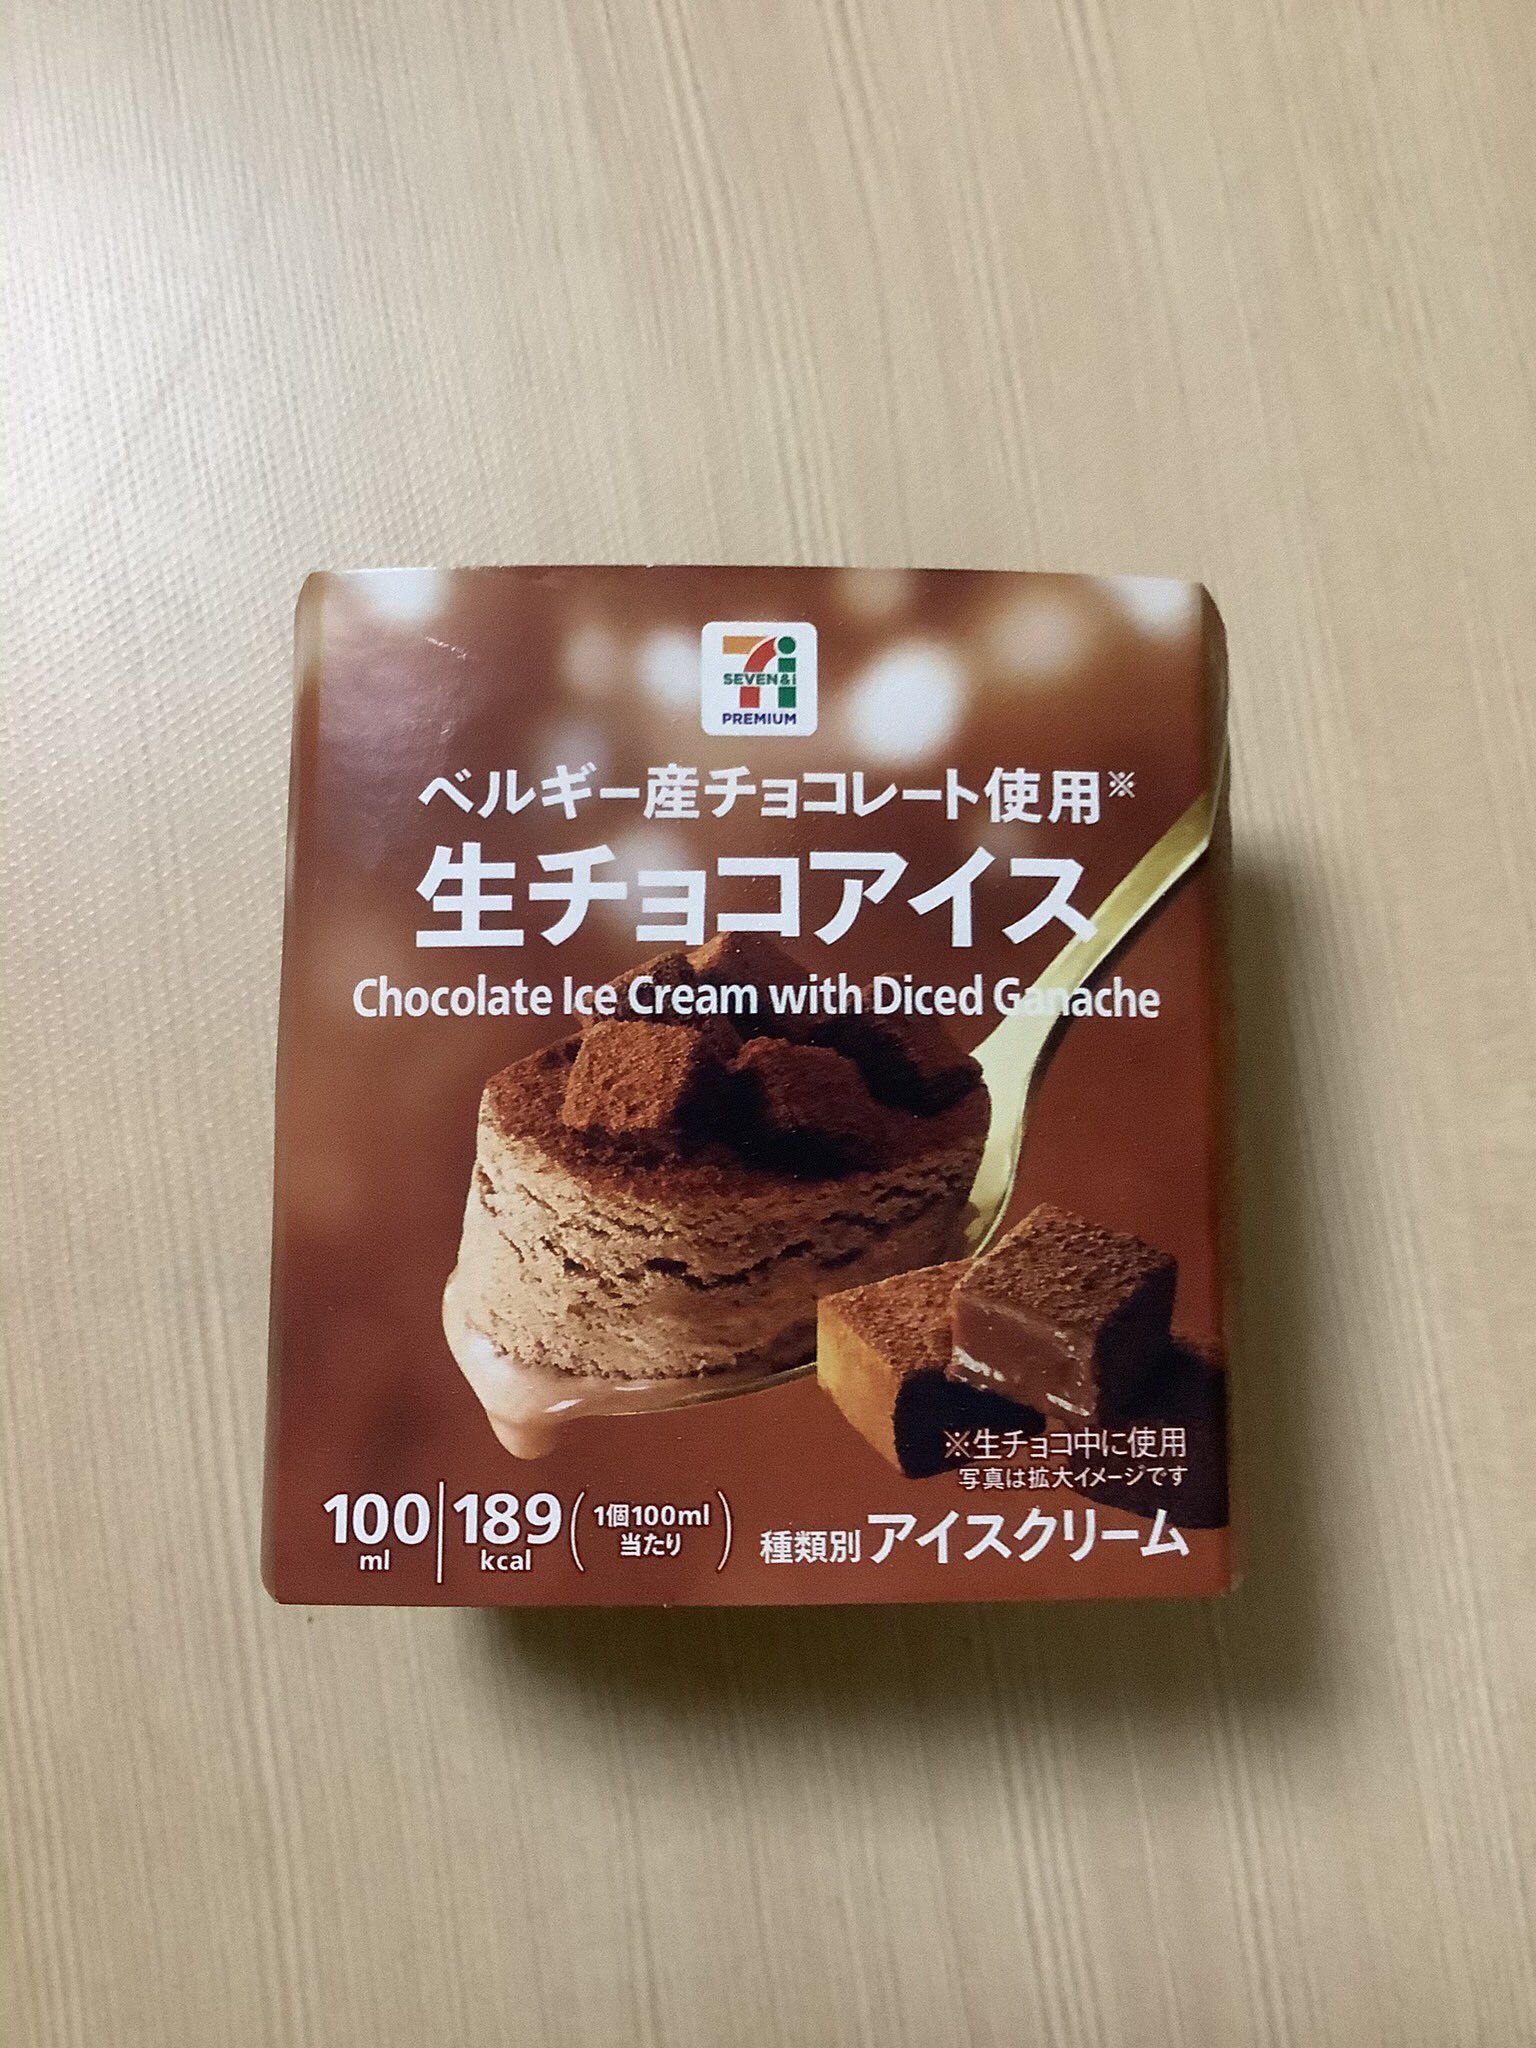 SEVEN&i
PREMIUM
ベルギー産チョコレート使用※
生チョコアイス
Chocolate Ice Cream with Diced Ganache
※生チョコ中に使用
写真は拡大イメージです
100 ml 189 kcal (1個100ml当たり)
種類別 アイスクリーム